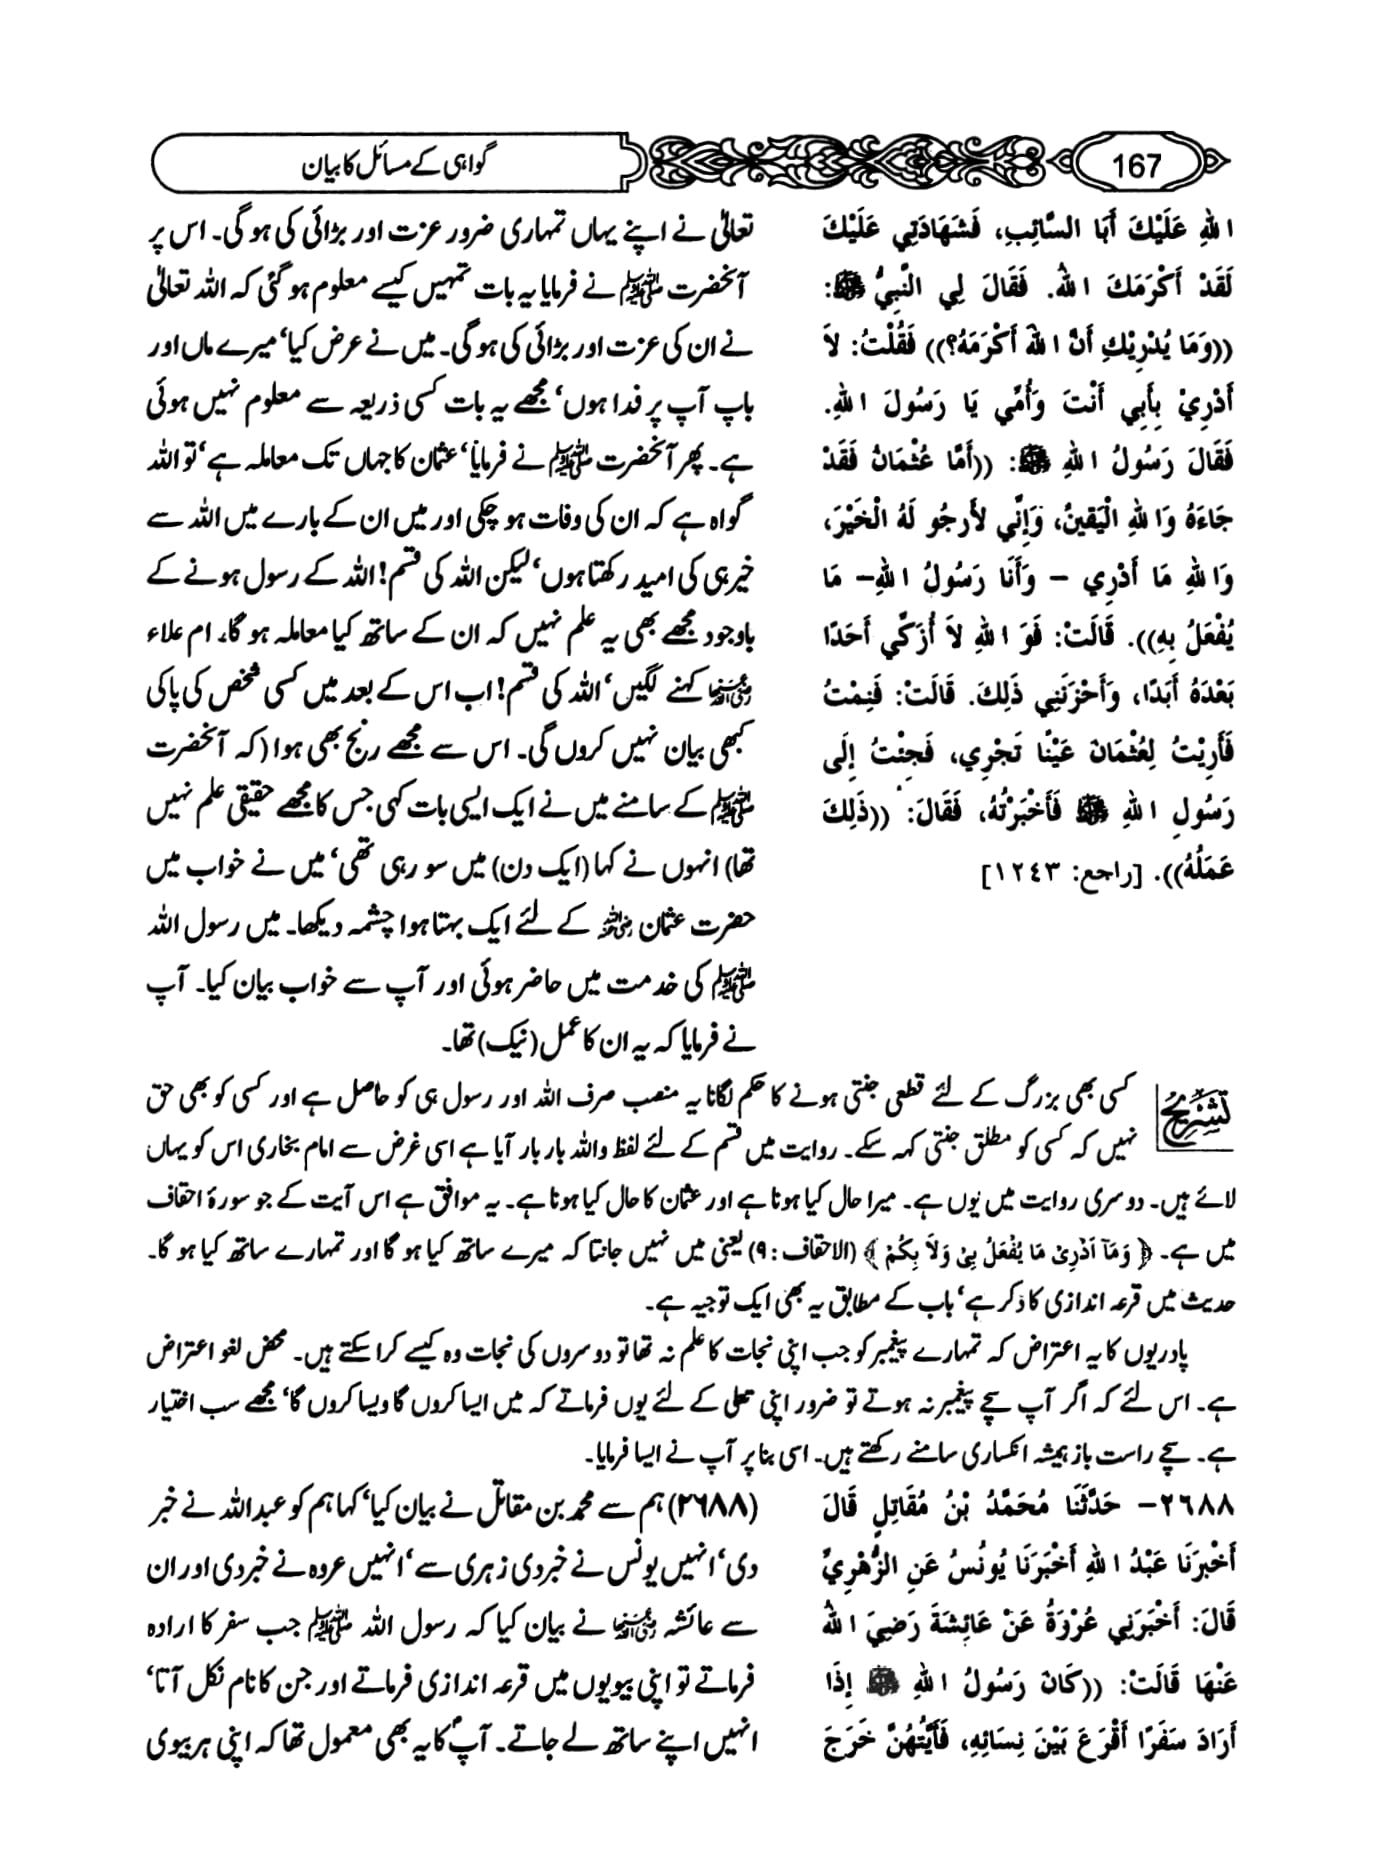 167
گواہی کے مسائل کا بیان
اللهِ عَلَيْكَ أَبَا السَّائِبِ، فَشَهَادَتِي عَلَيْكَ
لَقَدْ أَكْرَمَكَ اللهُ. فَقَالَ لِي النَّبِيُّ ﷺ:
((وَمَا يُدْرِيْكِ أَنَّ اللهَ أَكْرَمَهُ؟)) فَقُلْتُ: لاَ
أَدْرِيْ بِأَبِي أَنْتَ وَأُمِّي يَا رَسُولَ اللهِ.
فَقَالَ رَسُولُ اللهِ ﷺ: ((أَمَّا عُثْمَانُ فَقَدْ
جَاءَهُ وَاللهِ الْيَقِينُ، وَإِنِّي لأَرجُو لَهُ الْخَيْرَ،
وَاللهِ مَا أَدْرِي – وَأَنَا رَسُولُ اللهِ– مَا
يُفْعَلُ بِهِ)). قَالَتْ: فَوَ اللهِ لاَ أُزَكِّي أَحَدًا
بَعْدَهُ أَبَدًا، وَأَحْزَنَنِي ذَلِكَ. قَالَتْ: فَنِمْتُ
فَأُرِيْتُ لِعُثْمَانَ عَيْنًا تَجْرِي، فَجِئْتُ إِلَى
رَسُولِ اللهِ ﷺ فَأَخْبَرْتُهُ، فَقَالَ: ((ذَلِكَ
عَمَلُهُ)). [راجع: ١٢٤٣]
تعالیٰ نے اپنے یہاں تمہاری ضرور عزت اور بڑائی کی ہو گی۔ اس پر
آنحضرت ﷺ نے فرمایا یہ بات تمہیں کیسے معلوم ہو گئی کہ اللہ تعالیٰ
نے ان کی عزت اور بڑائی کی ہو گی۔ میں نے عرض کیا‘ میرے ماں اور
باپ آپ پر فدا ہوں‘ مجھے یہ بات کسی ذریعہ سے معلوم نہیں ہوئی
ہے۔ پھر آنحضرت ﷺ نے فرمایا‘ عثمان کا جہاں تک معاملہ ہے‘ تو اللہ
گواہ ہے کہ ان کی وفات ہو چکی اور میں ان کے بارے میں اللہ سے
خیر ہی کی امید رکھتا ہوں‘ لیکن اللہ کی قسم! اللہ کے رسول ہونے کے
باوجود مجھے بھی یہ علم نہیں کہ ان کے ساتھ کیا معاملہ ہو گا۔ ام علاء
رضی اللہ عنہا کہنے لگیں‘ اللہ کی قسم! اب اس کے بعد میں کسی شخص کی پاکی
کبھی بیان نہیں کروں گی۔ اس سے مجھے رنج بھی ہوا (کہ آنحضرت
ﷺ کے سامنے میں نے ایک ایسی بات کہی جس کا مجھے حقیقی علم نہیں
تھا) انہوں نے کہا (ایک دن) میں سو رہی تھی‘ میں نے خواب میں
حضرت عثمان رضی اللہ عنہ کے لئے ایک بہتا ہوا چشمہ دیکھا۔ میں رسول اللہ
ﷺ کی خدمت میں حاضر ہوئی اور آپ سے خواب بیان کیا۔ آپ
نے فرمایا کہ یہ ان کا عمل (نیک) تھا۔
تشریح
کسی بھی بزرگ کے لئے قطعی جنتی ہونے کا حکم لگانا یہ منصب صرف اللہ اور رسول ہی کو حاصل ہے اور کسی کو بھی حق
نہیں کہ کسی کو مطلق جنتی کہہ سکے۔ روایت میں قسم کے لئے لفظ واللہ بار بار آیا ہے اسی غرض سے امام بخاری اس کو یہاں
لائے ہیں۔ دوسری روایت میں یوں ہے۔ میرا حال کیا ہونا ہے اور عثمان کا حال کیا ہونا ہے۔ یہ موافق ہے اس آیت کے جو سورۂ احقاف
میں ہے۔ ﴿ وَمَآ اَدْرِیْ مَا یُفْعَلُ بِیْ وَلاَ بِکُمْ ﴾ (الاحقاف : ۹) یعنی میں نہیں جانتا کہ میرے ساتھ کیا ہو گا اور تمہارے ساتھ کیا ہو گا۔
حدیث میں قرعہ اندازی کا ذکر ہے‘ باب کے مطابق یہ بھی ایک توجیہ ہے۔
پادریوں کا یہ اعتراض کہ تمہارے پیغمبر کو جب اپنی نجات کا علم نہ تھا تو دوسروں کی نجات وہ کیسے کرا سکتے ہیں۔ محض لغو اعتراض
ہے۔ اس لئے کہ اگر آپ سچے پیغمبر نہ ہوتے تو ضرور اپنی تعلی کے لئے یوں فرماتے کہ میں ایسا کروں گا ویسا کروں گا‘ مجھے سب اختیار
ہے۔ سچے راست باز ہمیشہ انکساری سامنے رکھتے ہیں۔ اسی بنا پر آپ نے ایسا فرمایا۔
٢٦٨٨– حَدَّثَنَا مُحَمَّدُ بْنُ مُقَاتِلٍ قَالَ
أَخْبَرَنَا عَبْدُ اللهِ أَخْبَرَنَا يُونُسُ عَنِ الزُّهْرِيِّ
قَالَ: أَخْبَرَنِي عُرْوَةُ عَنْ عَائِشَةَ رَضِيَ اللهُ
عَنْهَا قَالَتْ: ((كَانَ رَسُولُ اللهِ ﷺ إِذَا
أَرَادَ سَفَرًا أَقْرَعَ بَيْنَ نِسَائِهِ، فَأَيَّتُهُنَّ خَرَجَ
(۲۶۸۸) ہم سے محمد بن مقاتل نے بیان کیا‘ کہا ہم کو عبداللہ نے خبر
دی‘ انہیں یونس نے خبر دی زہری سے‘ انہیں عروہ نے خبر دی اور ان
سے عائشہ رضی اللہ عنہا نے بیان کیا کہ رسول اللہ ﷺ جب سفر کا ارادہ
فرماتے تو اپنی بیویوں میں قرعہ اندازی فرماتے اور جن کا نام نکل آتا‘
انہیں اپنے ساتھ لے جاتے۔ آپؐ کا یہ بھی معمول تھا کہ اپنی ہر بیوی